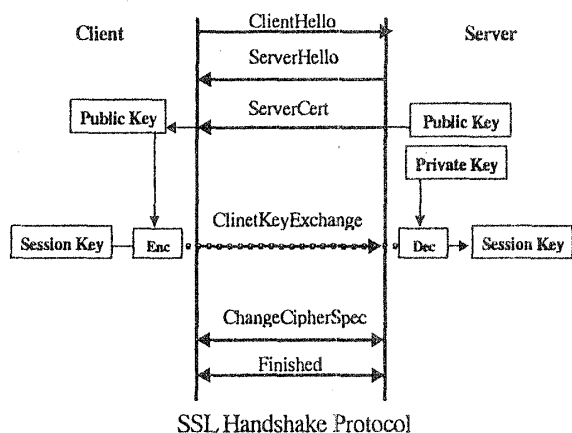 ClientHello
Client
Server
ServerHello
ServerCert
Public Key
Public Key
Private Key
ClinetKeyExchange
Session Key
Enc
Dec
Session Key
ChangeCipherSpec
Finished
SSL Handshake Protocol